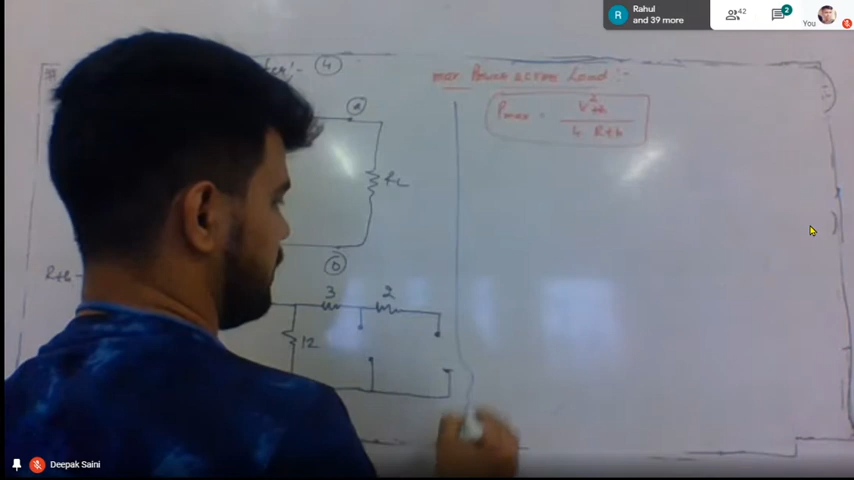 Rahul
and 39 more
42
2
You
④
max Power across Load :-
Pmax = V²th / 4 Rth
a
RL
b
Rth
3
2
12
Deepak Saini